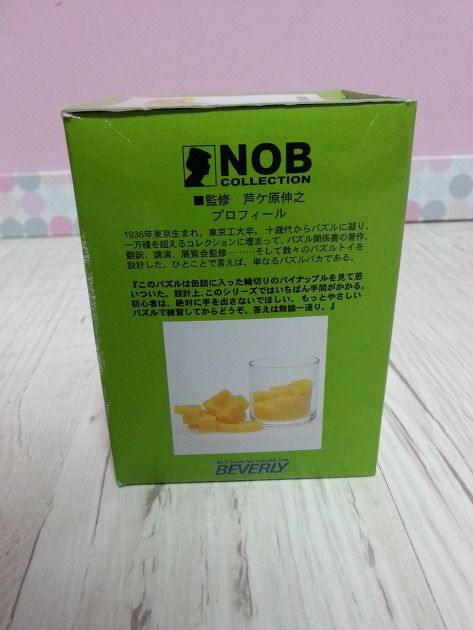 NOB
COLLECTION
■監修 芦ケ原伸之
プロフィール
1936年東京生まれ。東京工大卒。十歳代からパズルに凝り、
一万種を超えるコレクションに埋まって、パズル関係書の著作、
翻訳、講演、展覧会監修………そして数々のパズルトイを
設計した。ひとことで言えば、単なるパズルバカである。
『このパズルは缶詰に入った輪切りのパイナップルを見て思
いついた。設計上、このシリーズではいちばん手間がかかる。
初心者は、絶対に手を出さないでほしい。もっとやさしい
パズルで練習してからどうぞ。答えは無論一通り。』
BEVERLY